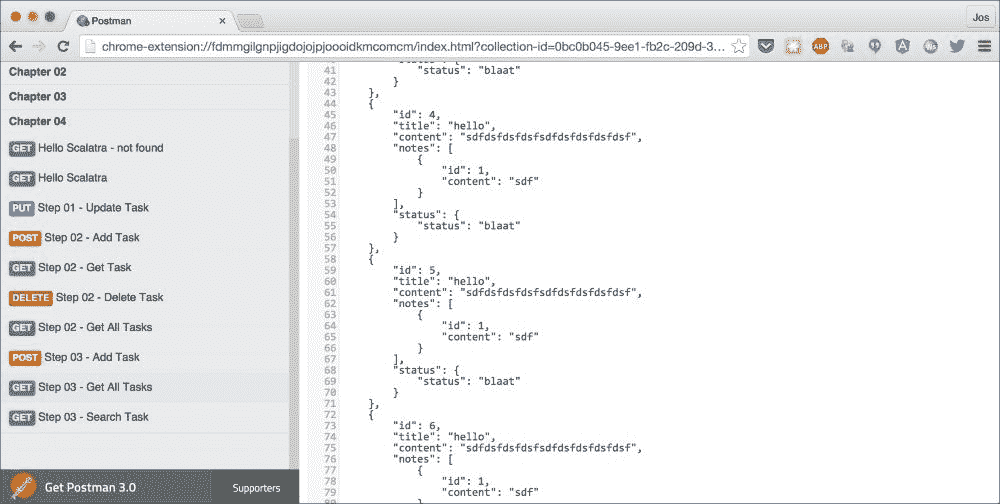 Postman
Jos
chrome-extension://fdmmgilgnpjigdojojpjoooidkmcomcm/index.html?collection-id=0bc0b045-9ee1-fb2c-209d-3...
Chapter 02
Chapter 03
Chapter 04
GET Hello Scalatra - not found
GET Hello Scalatra
PUT Step 01 - Update Task
POST Step 02 - Add Task
GET Step 02 - Get Task
DELETE Step 02 - Delete Task
GET Step 02 - Get All Tasks
POST Step 03 - Add Task
GET Step 03 - Get All Tasks
GET Step 03 - Search Task
Get Postman 3.0
Supporters
41 "status": "blaat"
42 }
43 },
44 {
45 "id": 4,
46 "title": "hello",
47 "content": "sdfdsfdsfdsfsdfdsfdsfdsfdsf",
48 "notes": [
49 {
50 "id": 1,
51 "content": "sdf"
52 }
53 ],
54 "status": {
55 "status": "blaat"
56 }
57 },
58 {
59 "id": 5,
60 "title": "hello",
61 "content": "sdfdsfdsfdsfsdfdsfdsfdsfdsf",
62 "notes": [
63 {
64 "id": 1,
65 "content": "sdf"
66 }
67 ],
68 "status": {
69 "status": "blaat"
70 }
71 },
72 {
73 "id": 6,
74 "title": "hello",
75 "content": "sdfdsfdsfdsfsdfdsfdsfdsfdsf",
76 "notes": [
77 {
78 "id": 1,
79 "content": "sdf"